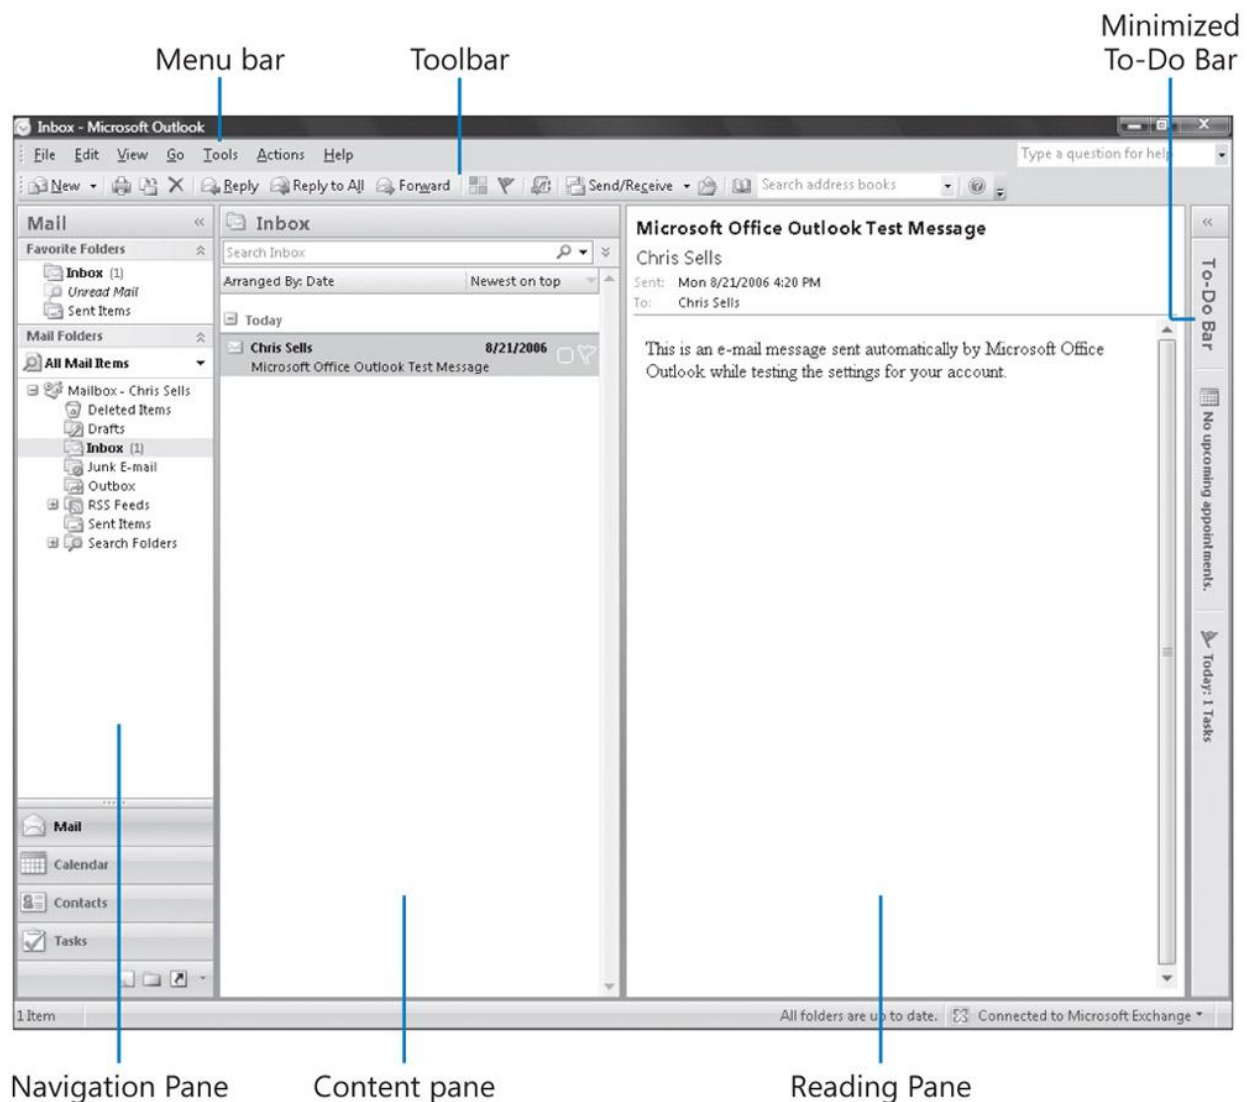 Minimized
Menu bar Toolbar To-Do Bar
Inbox - Microsoft Outlook
File Edit View Go Tools Actions Help Type a question for help
New Reply Reply to All Forward Send/Receive Search address books
Mail
Favorite Folders
Inbox (1)
Unread Mail
Sent Items
Mail Folders
All Mail Items
Mailbox - Chris Sells
Deleted Items
Drafts
Inbox (1)
Junk E-mail
Outbox
RSS Feeds
Sent Items
Search Folders
Mail
Calendar
Contacts
Tasks
Inbox
Search Inbox
Arranged By: Date Newest on top
Today
Chris Sells 8/21/2006
Microsoft Office Outlook Test Message
Microsoft Office Outlook Test Message
Chris Sells
Sent: Mon 8/21/2006 4:20 PM
To: Chris Sells
This is an e-mail message sent automatically by Microsoft Office
Outlook while testing the settings for your account.
To-Do Bar
No upcoming appointments.
Today: 1 Tasks
1 Item All folders are up to date. Connected to Microsoft Exchange
Navigation Pane Content pane Reading Pane